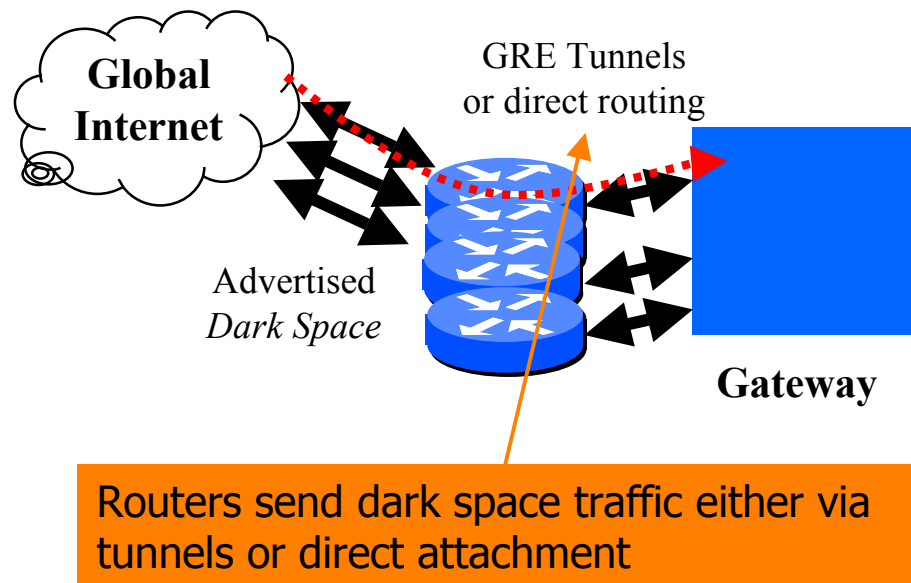 Global
Internet
GRE Tunnels
or direct routing
Advertised
Dark Space
Gateway
Routers send dark space traffic either via
tunnels or direct attachment